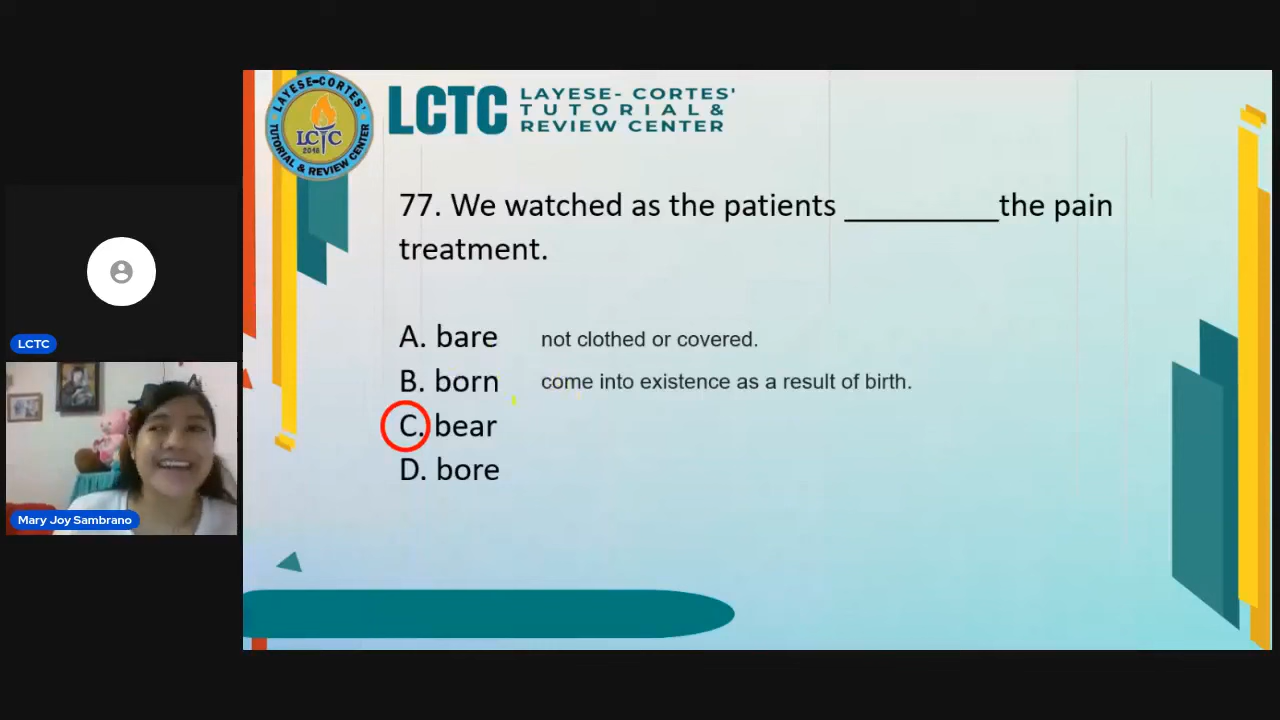 LAYESE-CORTES'
LCTC
2018
TUTORIAL & REVIEW CENTER
LCTC
LAYESE- CORTES'
TUTORIAL &
REVIEW CENTER
77. We watched as the patients _________the pain
treatment.
A. bare not clothed or covered.
B. born come into existence as a result of birth.
C. bear
D. bore
LCTC
Mary Joy Sambrano